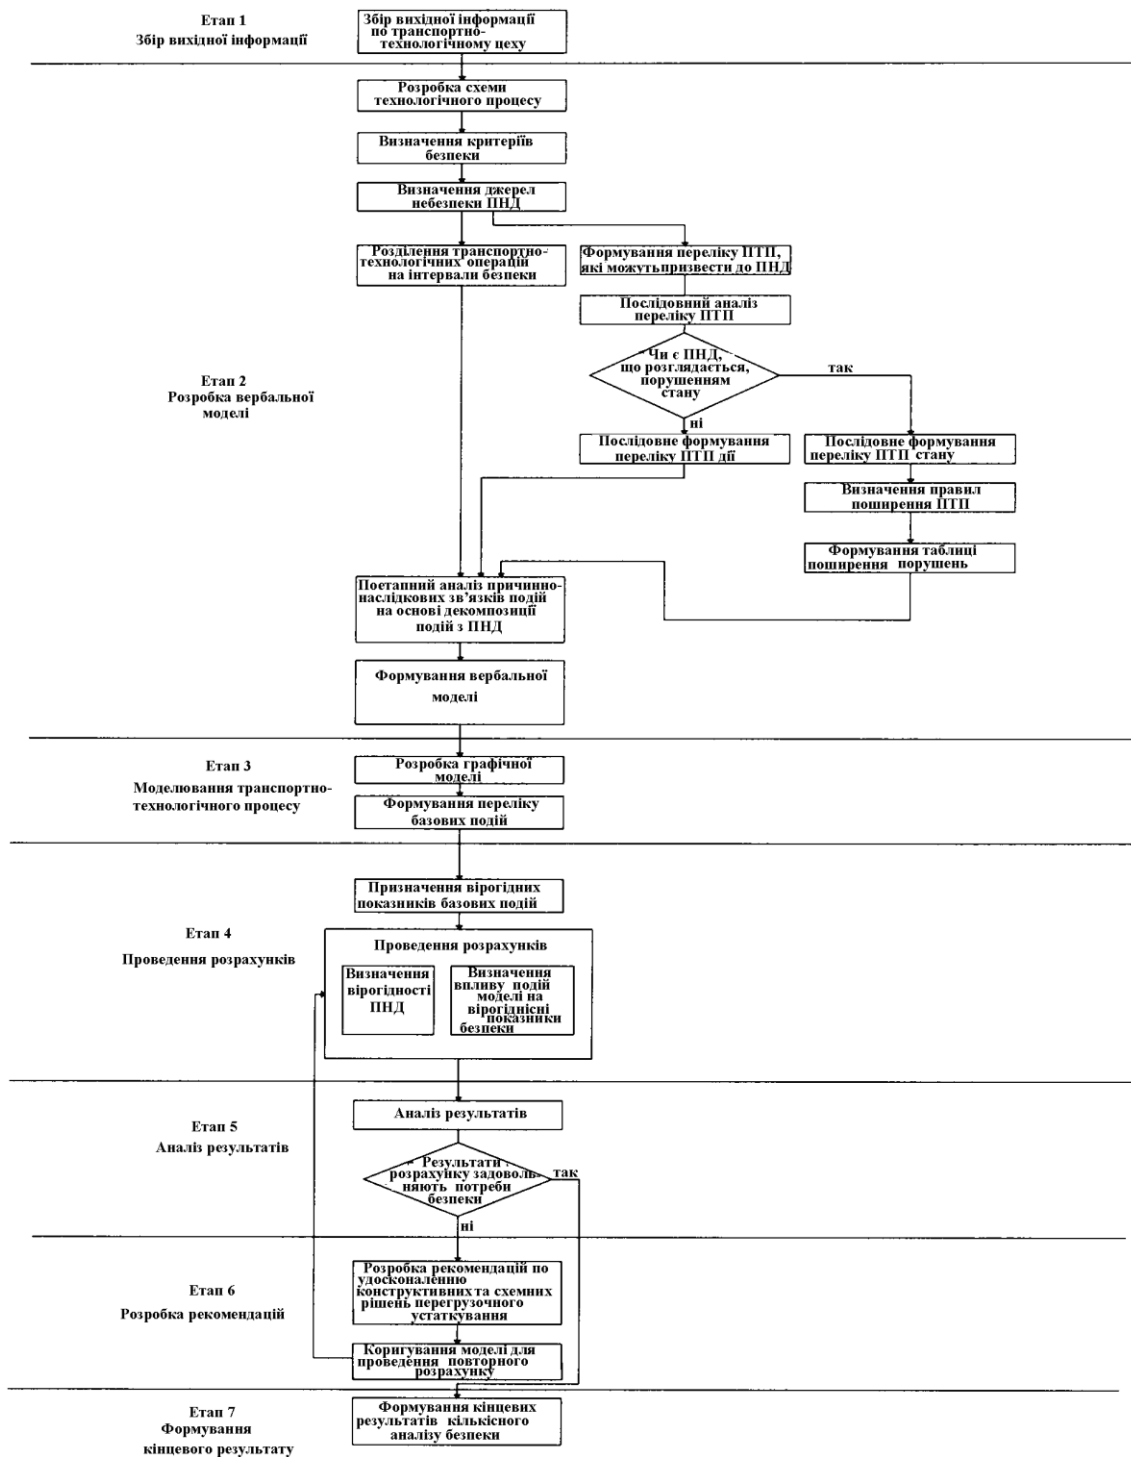 Етап 1
Збір вихідної інформації
Збір вихідної інформації
по транспортно-
технологічному цеху
Розробка схеми
технологічного процесу
Визначення критеріїв
безпеки
Визначення джерел
небезпеки ПНД
Розділення транспортно-
технологічних операцій
на інтервали безпеки
Формування переліку ПТП,
які можуть призвести до ПНД
Послідовний аналіз
переліку ПТП
Чи є ПНД,
що розглядається,
порушенням
стану
так
ні
Етап 2
Розробка вербальної
моделі
Послідовне формування
переліку ПТП дії
Послідовне формування
переліку ПТП стану
Визначення правил
поширення ПТП
Формування таблиці
поширення порушень
Поетапний аналіз причинно-
наслідкових зв’язків подій
на основі декомпозиції
подій з ПНД
Формування вербальної
моделі
Етап 3
Моделювання транспортно-
технологічного процесу
Розробка графічної
моделі
Формування переліку
базових подій
Призначення вірогідних
показників базових подій
Етап 4
Проведення розрахунків
Проведення розрахунків
Визначення
вірогідності
ПНД
Визначення
впливу подій
моделі на
вірогіднісні
показники
безпеки
Етап 5
Аналіз результатів
Аналіз результатів
Результати
розрахунку задоволь-
няють потреби
безпеки
так
ні
Етап 6
Розробка рекомендацій
Розробка рекомендацій по
удосконаленню
конструктивних та схемних
рішень перегрузочного
устаткування
Коригування моделі для
проведення повторного
розрахунку
Етап 7
Формування
кінцевого результату
Формування кінцевих
результатів кількісного
аналізу безпеки